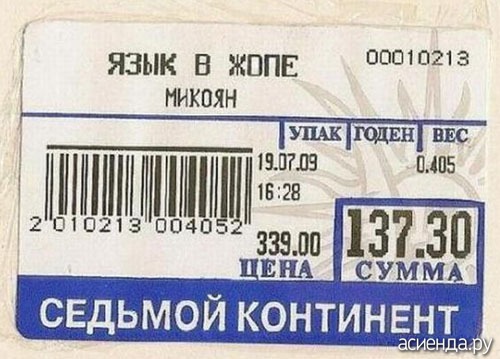 ЯЗЫК В ЖОПЕ
00010213
МИКОЯН
УПАК ГОДЕН ВЕС
19.07.09 0.405
16:28
2 010213 004052
339.00 137.30
ЦЕНА СУММА
СЕДЬМОЙ КОНТИНЕНТ
асиенда.ру